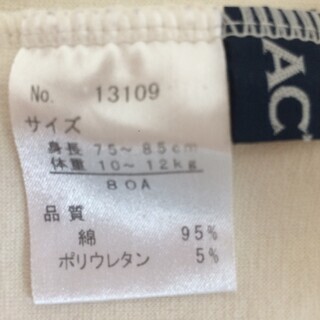 No. 13109
サイズ
身長 75～85cm
体重 10～12kg
80A
品質
綿 95%
ポリウレタン 5%
AC